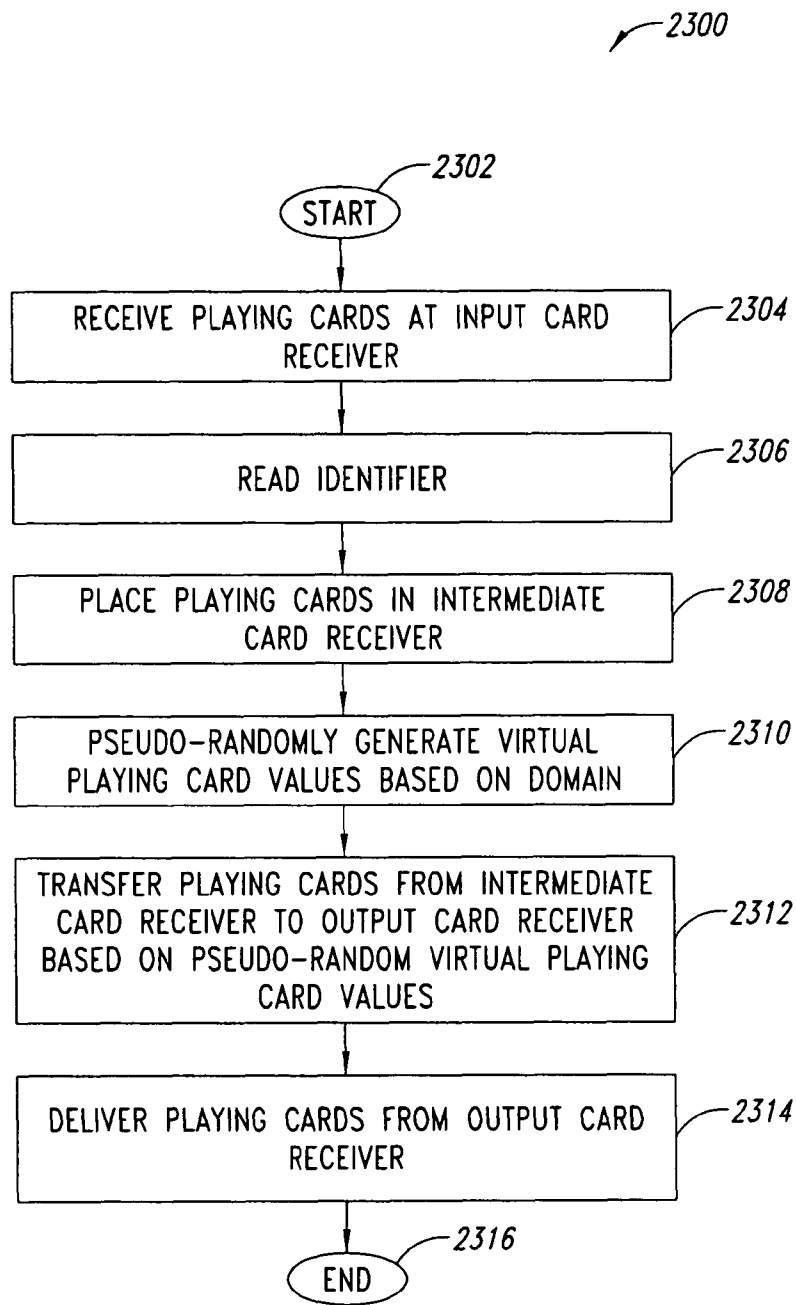 2300
2302
START
RECEIVE PLAYING CARDS AT INPUT CARD
RECEIVER
2304
READ IDENTIFIER
2306
PLACE PLAYING CARDS IN INTERMEDIATE
CARD RECEIVER
2308
PSEUDO-RANDOMLY GENERATE VIRTUAL
PLAYING CARD VALUES BASED ON DOMAIN
2310
TRANSFER PLAYING CARDS FROM INTERMEDIATE
CARD RECEIVER TO OUTPUT CARD RECEIVER
BASED ON PSEUDO-RANDOM VIRTUAL PLAYING
CARD VALUES
2312
DELIVER PLAYING CARDS FROM OUTPUT CARD
RECEIVER
2314
2316
END